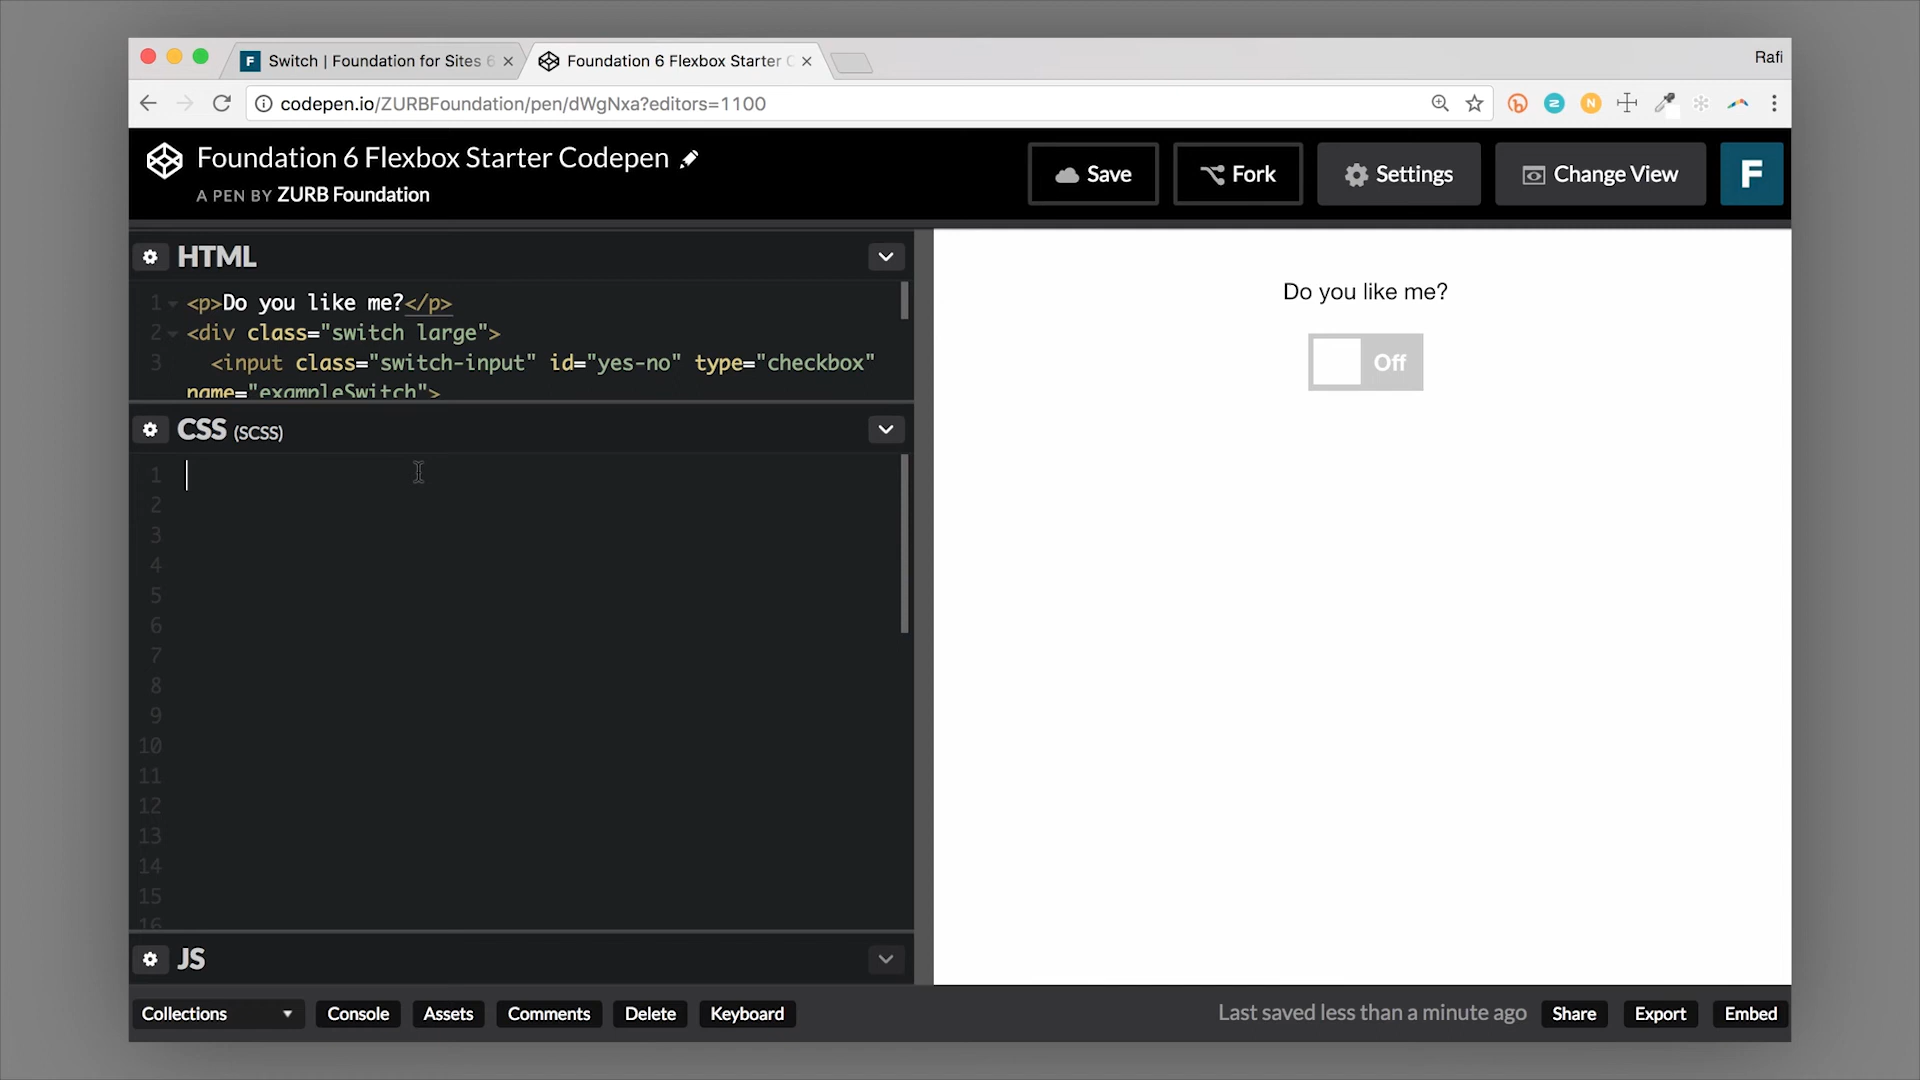 Switch | Foundation for Sites 6
Foundation 6 Flexbox Starter C
Rafi
codepen.io/ZURBFoundation/pen/dWgNxa?editors=1100
Foundation 6 Flexbox Starter Codepen
A PEN BY ZURB Foundation
Save
Fork
Settings
Change View
F
HTML
1 <p>Do you like me?</p>
2 <div class="switch large">
3 <input class="switch-input" id="yes-no" type="checkbox"
name="exampleSwitch">
CSS (SCSS)
1
2
3
4
5
6
7
8
9
10
11
12
13
14
15
16
JS
Do you like me?
Off
Collections
Console
Assets
Comments
Delete
Keyboard
Last saved less than a minute ago
Share
Export
Embed